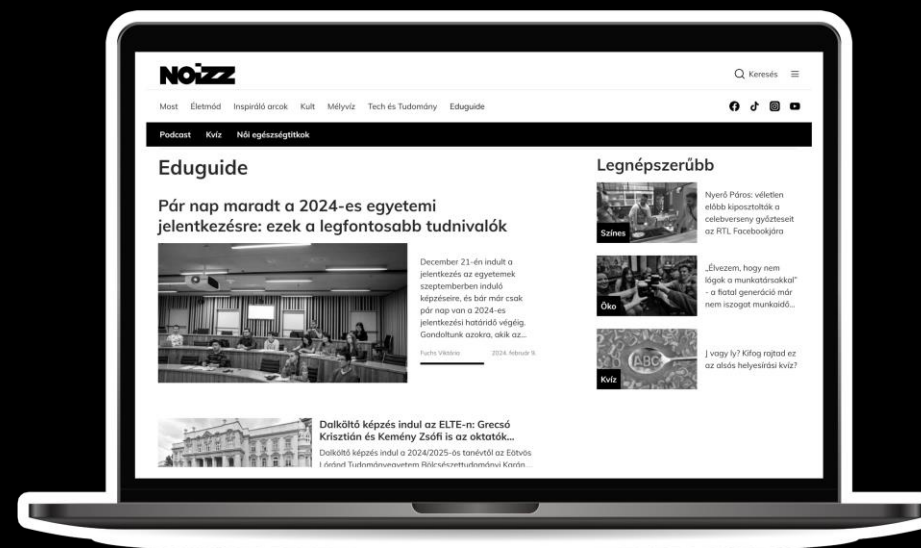 NOIZZ
Keresés
Most Életmód Inspiráló arcok Kult Mélyvíz Tech és Tudomány Eduguide
Podcast Kvíz Női egészségtitkok
Eduguide
Pár nap maradt a 2024-es egyetemi
jelentkezésre: ezek a legfontosabb tudnivalók
December 21-én indult a
jelentkezés az egyetemek
szeptemberben induló
képzéseire, és bár már csak
pár nap van a 2024-es
jelentkezési határidő végéig.
Gondoltunk azokra, akik az...
Fuchs Viktória 2024. február 9.
Dalköltő képzés indul az ELTE-n: Grecsó
Krisztián és Kemény Zsófi is az oktatók...
Dalköltő képzés indul a 2024/2025-ös tanévtől az Eötvös
Loránd Tudományegyetem Bölcsészettudományi Karán...
Legnépszerűbb
Színes
Nyerő Páros: véletlen
előbb kiposztolták a
celebverseny győzteseit
az RTL Facebookjára
Öko
„Élvezem, hogy nem
lógok a munkatársakkal”
- a fiatal generáció már
nem iszogat munkaidő...
ABC
Kvíz
J vagy ly? Kifog rajtad ez
az alsós helyesírási kvíz?